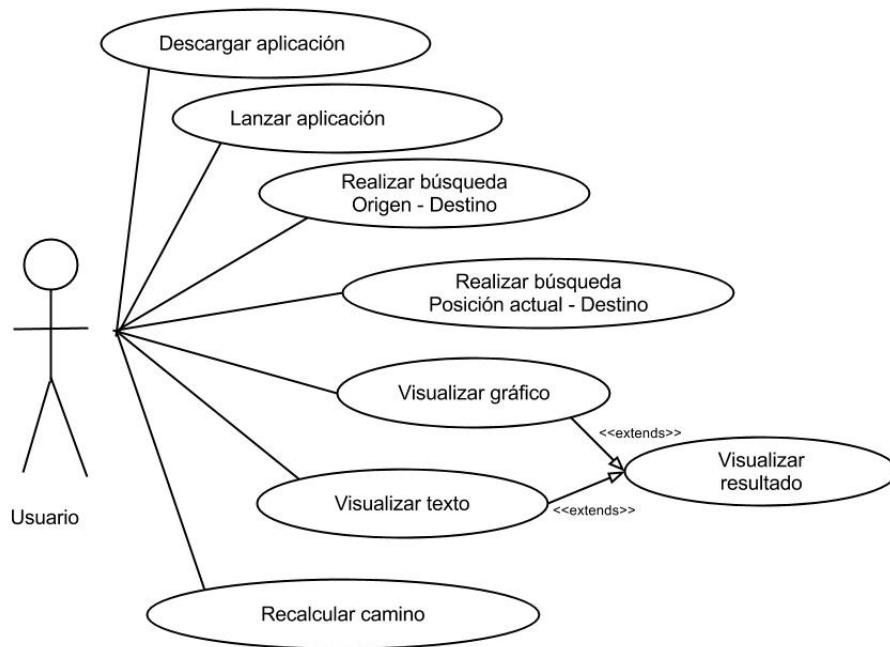 Descargar aplicación
Lanzar aplicación
Realizar búsqueda
Origen - Destino
Realizar búsqueda
Posición actual - Destino
Visualizar gráfico
<<extends>>
Visualizar
resultado
Visualizar texto
<<extends>>
Usuario
Recalcular camino